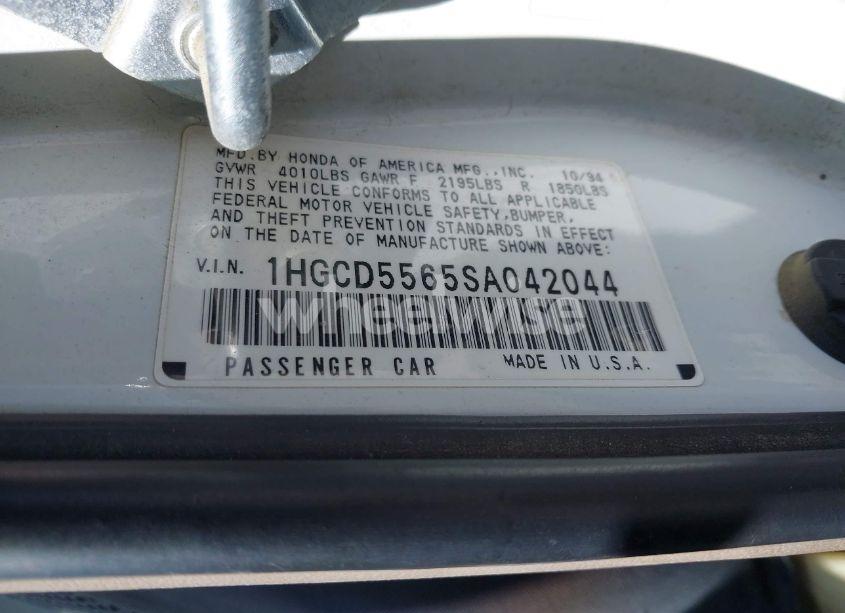 MFD. BY HONDA OF AMERICA MFG., INC. 10/94
GVWR 4010LBS GAWR F 2195LBS R 1850LBS
THIS VEHICLE CONFORMS TO ALL APPLICABLE
FEDERAL MOTOR VEHICLE SAFETY, BUMPER,
AND THEFT PREVENTION STANDARDS IN EFFECT
ON THE DATE OF MANUFACTURE SHOWN ABOVE:
V.I.N. 1HGCD5565SA042044
wheelwise
PASSENGER CAR MADE IN U.S.A.